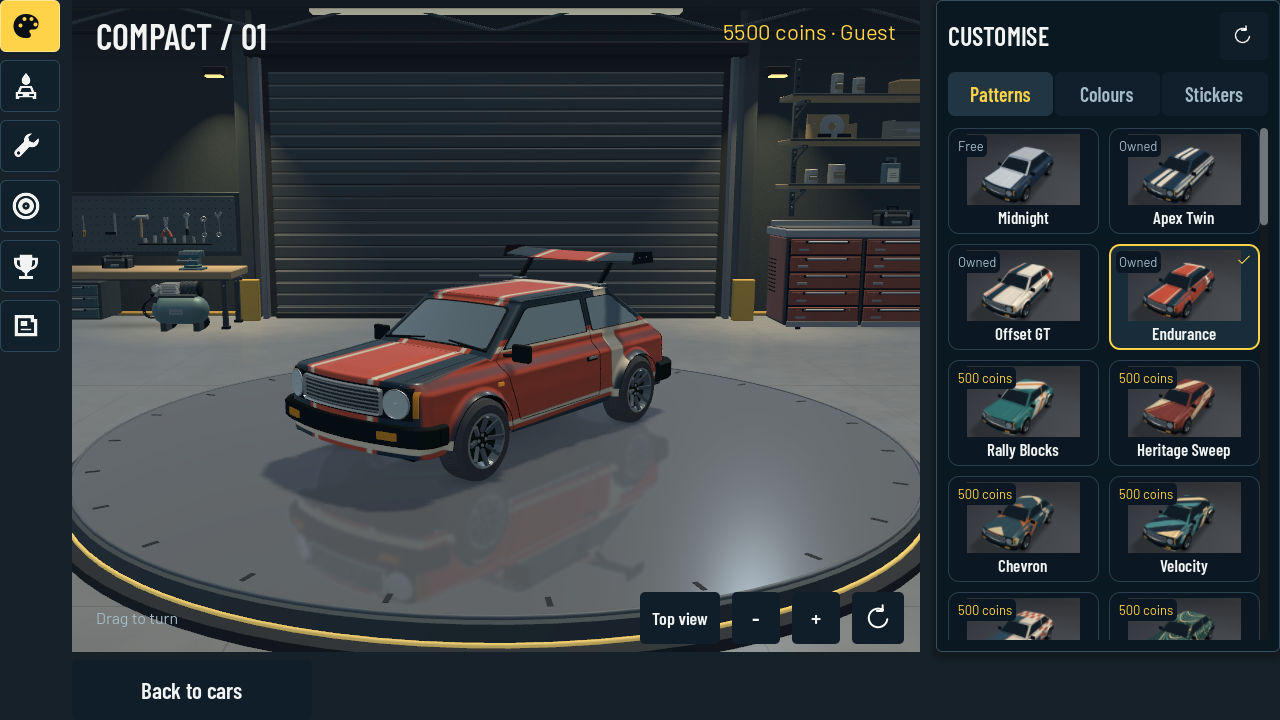 COMPACT / 01
5500 coins · Guest
CUSTOMISE
Patterns
Colours
Stickers
Free
Midnight
Owned
Apex Twin
Owned
Offset GT
Owned
Endurance
500 coins
Rally Blocks
500 coins
Heritage Sweep
500 coins
Chevron
500 coins
Velocity
500 coins
500 coins
Drag to turn
Top view
-
+
Back to cars